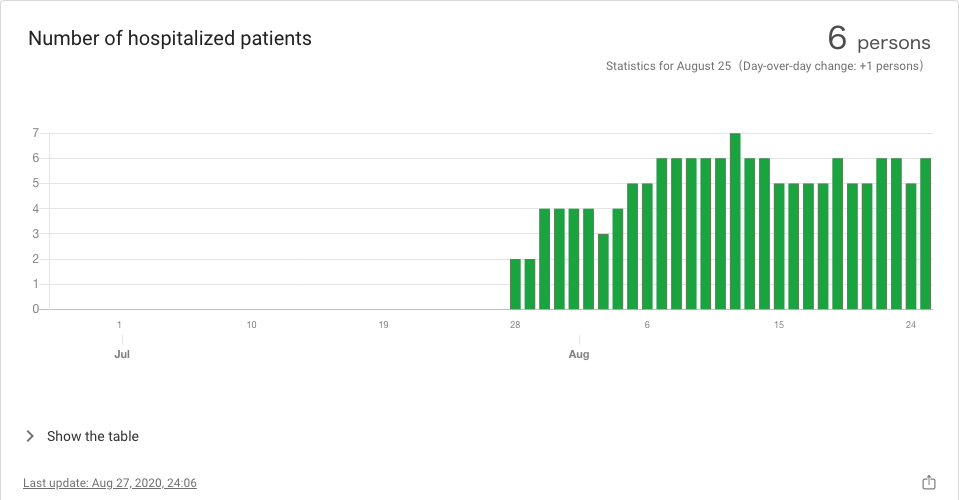 Number of hospitalized patients
6 persons
Statistics for August 25（Day-over-day change: +1 persons）
7
6
5
4
3
2
1
0
1 10 19 28 6 15 24
Jul Aug
Show the table
Last update: Aug 27, 2020, 24:06